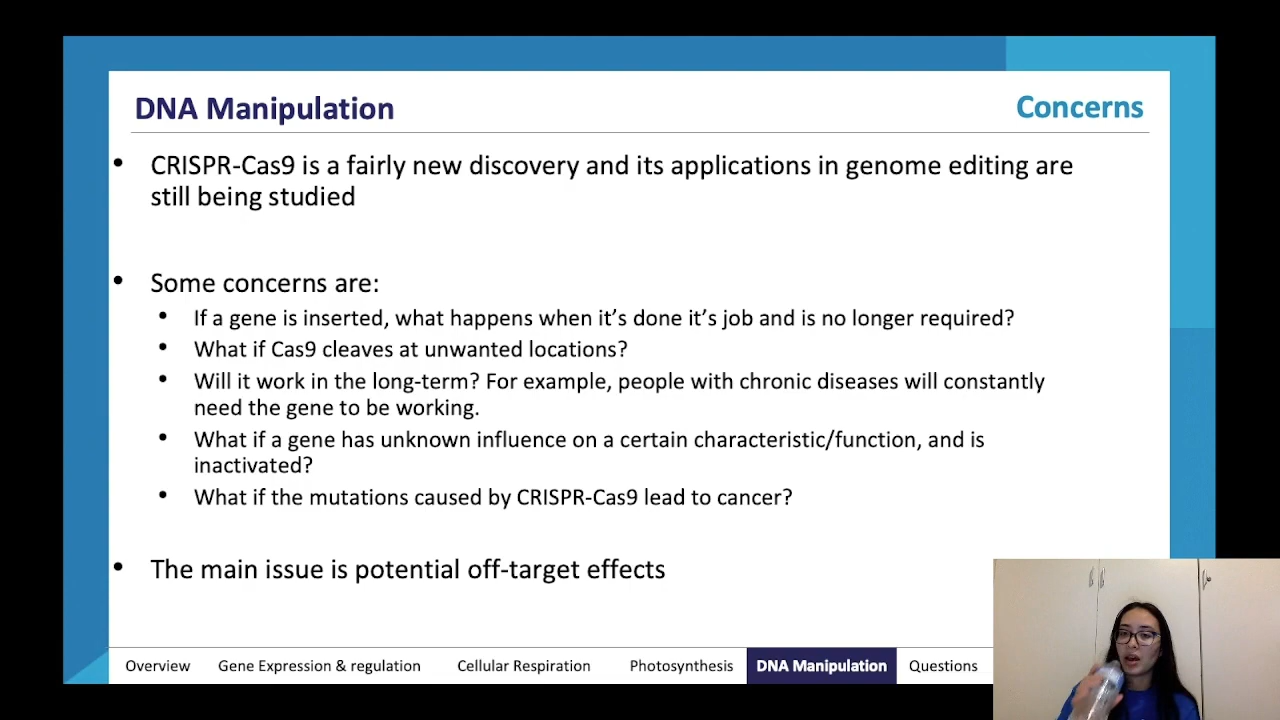 DNA Manipulation
Concerns
• CRISPR-Cas9 is a fairly new discovery and its applications in genome editing are
still being studied
• Some concerns are:
• If a gene is inserted, what happens when it’s done it’s job and is no longer required?
• What if Cas9 cleaves at unwanted locations?
• Will it work in the long-term? For example, people with chronic diseases will constantly
need the gene to be working.
• What if a gene has unknown influence on a certain characteristic/function, and is
inactivated?
• What if the mutations caused by CRISPR-Cas9 lead to cancer?
• The main issue is potential off-target effects
Overview Gene Expression & regulation Cellular Respiration Photosynthesis DNA Manipulation Questions